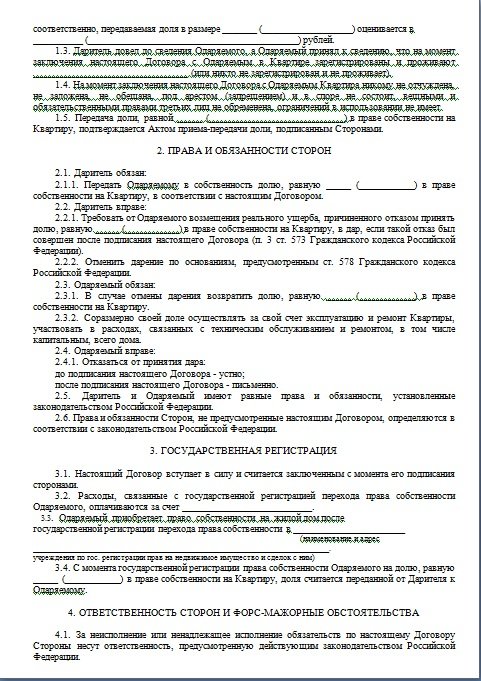 соответственно, передаваемая доля в размере _______ (___________________) оценивается в
___________ (___________________________________________) рублей.
1.3. Даритель довел до сведения Одаряемого, а Одаряемый принял к сведению, что на момент
заключения настоящего Договора с Одаряемым в Квартире зарегистрированы и проживают
________________________________ (или никто не зарегистрирован и не проживает).
1.4. На момент заключения настоящего Договора с Одаряемым Квартира никому не отчуждена,
не заложена, не обещана, под арестом (запрещением) и в споре не состоит, вещными и
обязательственными правами третьих лиц не обременена, ограничений в использовании не имеет.
1.5. Передача доли, равной ______ (___________________) в праве собственности на
Квартиру, подтверждается Актом приема-передачи доли, подписанным Сторонами.
2. ПРАВА И ОБЯЗАННОСТИ СТОРОН
2.1. Даритель обязан:
2.1.1. Передать Одаряемому в собственность долю, равную _____ (___________) в праве
собственности на Квартиру, в соответствии с настоящим Договором.
2.2. Даритель вправе:
2.2.1. Требовать от Одаряемого возмещения реального ущерба, причиненного отказом принять
долю, равную ______ (____________) в праве собственности на Квартиру, в дар, если такой отказ был
совершен после подписания настоящего Договора (п. 3 ст. 573 Гражданского кодекса Российской
Федерации).
2.2.2. Отменить дарение по основаниям, предусмотренным ст. 578 Гражданского кодекса
Российской Федерации.
2.3. Одаряемый обязан:
2.3.1. В случае отмены дарения возвратить долю, равную ______ (____________) в праве
собственности на Квартиру.
2.3.2. Соразмерно своей доле осуществлять за свой счет эксплуатацию и ремонт Квартиры,
участвовать в расходах, связанных с техническим обслуживанием и ремонтом, в том числе
капитальным, всего дома.
2.4. Одаряемый вправе:
2.4.1. Отказаться от принятия дара:
до подписания настоящего Договора - устно;
после подписания настоящего Договора - письменно.
2.5. Даритель и Одаряемый имеют равные права и обязанности, установленные
законодательством Российской Федерации.
2.6. Права и обязанности Сторон, не предусмотренные настоящим Договором, определяются в
соответствии с законодательством Российской Федерации.
3. ГОСУДАРСТВЕННАЯ РЕГИСТРАЦИЯ
3.1. Настоящий Договор вступает в силу и считается заключенным с момента его подписания
сторонами.
3.2. Расходы, связанные с государственной регистрацией перехода права собственности
Одаряемого, оплачиваются за счет ___________________________.
3.3. Одаряемый приобретает право собственности на жилой дом после
государственной регистрации перехода права собственности в _______________________
(наименование и адрес
_____________________________________________________________.
учреждения по гос. регистрации прав на недвижимое имущество и сделок с ним)
3.4. С момента государственной регистрации права собственности Одаряемого на долю, равную
_____ (___________) в праве собственности на Квартиру, доля считается переданной от Дарителя к
Одаряемому.
4. ОТВЕТСТВЕННОСТЬ СТОРОН И ФОРС-МАЖОРНЫЕ ОБСТОЯТЕЛЬСТВА
4.1. За неисполнение или ненадлежащее исполнение обязательств по настоящему Договору
Стороны несут ответственность, предусмотренную действующим законодательством Российской
Федерации.